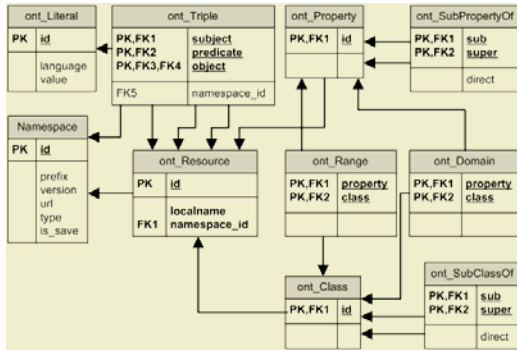 ont_Literal
PK id
language
value
ont_Triple
PK,FK1 subject
PK,FK2 predicate
PK,FK3,FK4 object
FK5 namespace_id
ont_Property
PK,FK1 id
ont_SubPropertyOf
PK,FK1 sub
PK,FK2 super
direct
Namespace
PK id
prefix
version
url
type
is_save
ont_Resource
PK id
localname
FK1 namespace_id
ont_Range
PK,FK1 property
PK,FK2 class
ont_Domain
PK,FK1 property
PK,FK2 class
ont_Class
PK,FK1 id
ont_SubClassOf
PK,FK1 sub
PK,FK2 super
direct